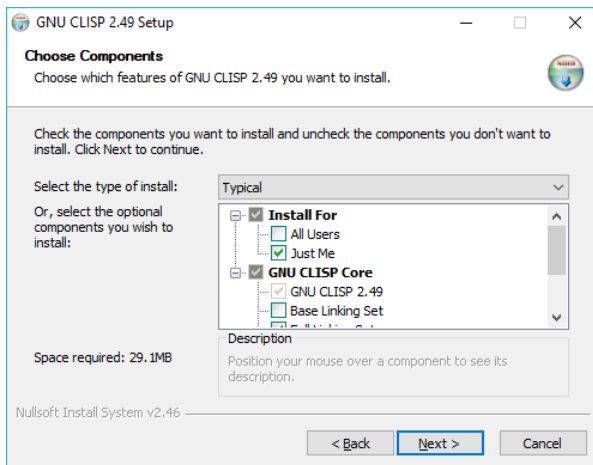 GNU CLISP 2.49 Setup
Choose Components
Choose which features of GNU CLISP 2.49 you want to install.
Check the components you want to install and uncheck the components you don't want to
install. Click Next to continue.
Select the type of install:
Typical
Or, select the optional
components you wish to
install:
Install For
All Users
Just Me
GNU CLISP Core
GNU CLISP 2.49
Base Linking Set
Space required: 29.1MB
Description
Position your mouse over a component to see its
description.
Nullsoft Install System v2.46
< Back
Next >
Cancel